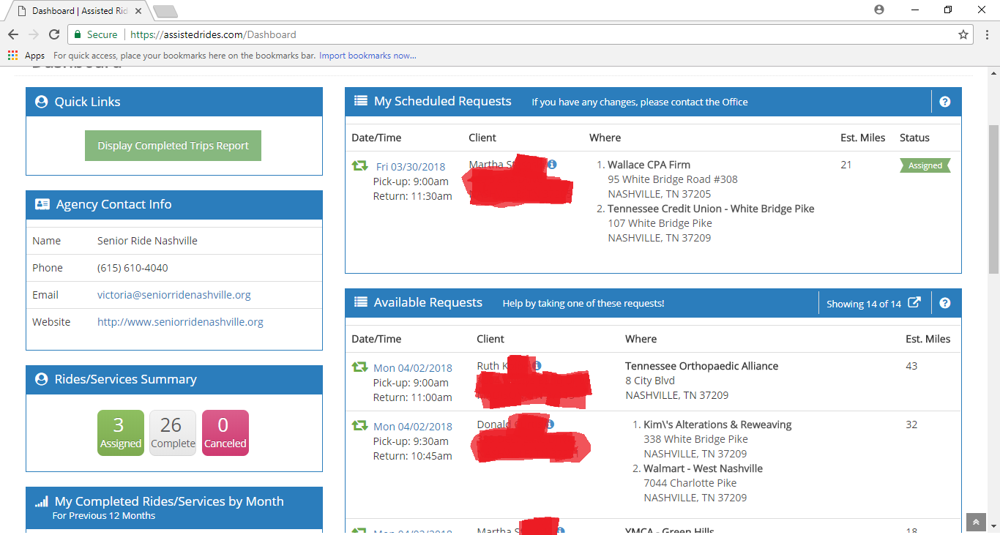 Dashboard | Assisted Rid
Secure https://assistedrides.com/Dashboard
Apps For quick access, place your bookmarks here on the bookmarks bar. Import bookmarks now...
Dashboard
Quick Links
Display Completed Trips Report
Agency Contact Info
Name Senior Ride Nashville
Phone (615) 610-4040
Email victoria@seniorridenashville.org
Website http://www.seniorridenashville.org
Rides/Services Summary
3 26 0
Assigned Complete Canceled
My Completed Rides/Services by Month
For Previous 12 Months
My Scheduled Requests If you have any changes, please contact the Office
Date/Time Client Where Est. Miles Status
Fri 03/30/2018 Martha 1. Wallace CPA Firm 21 Assigned
Pick-up: 9:00am 95 White Bridge Road #308
Return: 11:30am NASHVILLE, TN 37205
2. Tennessee Credit Union - White Bridge Pike
107 White Bridge Pike
NASHVILLE, TN 37209
Available Requests Help by taking one of these requests! Showing 14 of 14
Date/Time Client Where Est. Miles
Mon 04/02/2018 Ruth Tennessee Orthopaedic Alliance 43
Pick-up: 9:00am 8 City Blvd
Return: 11:00am NASHVILLE, TN 37209
Mon 04/02/2018 Donald 1. Kim\'s Alterations & Reweaving 32
Pick-up: 9:30am 338 White Bridge Pike
Return: 10:45am NASHVILLE, TN 37209
2. Walmart - West Nashville
7044 Charlotte Pike
NASHVILLE, TN 37209
Mon 04/02/2018 Martha YMCA - Green Hills 18